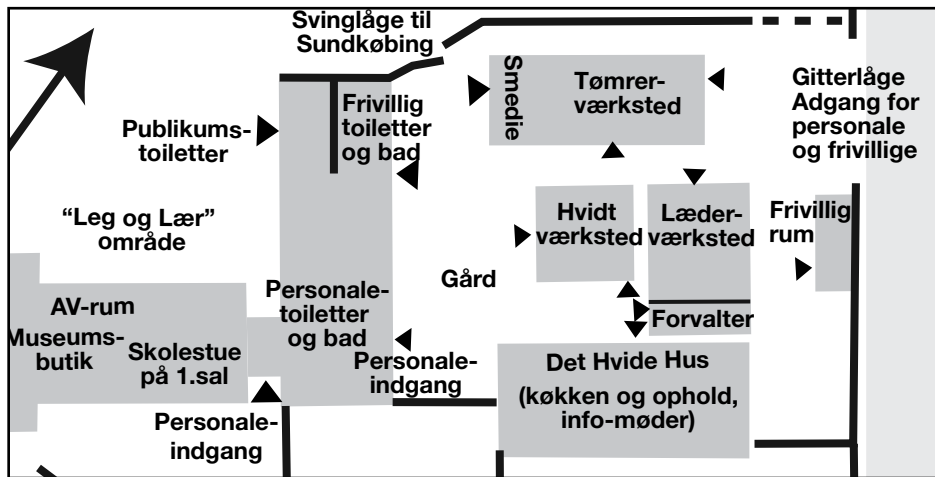 Svinglåge til
Sundkøbing
Smedie
Tømrer-
værksted
Gitterlåge
Adgang for
personale
og frivillige
Publikums-
toiletter
Frivillig
toiletter
og bad
"Leg og Lær"
område
Hvidt
værksted
Læder-
værksted
Frivillig
rum
Gård
AV-rum
Museums-
butik
Skolestue
på 1.sal
Personale-
toiletter
og bad
Forvalter
Personale-
indgang
Det Hvide Hus
(køkken og ophold,
info-møder)
Personale-
indgang